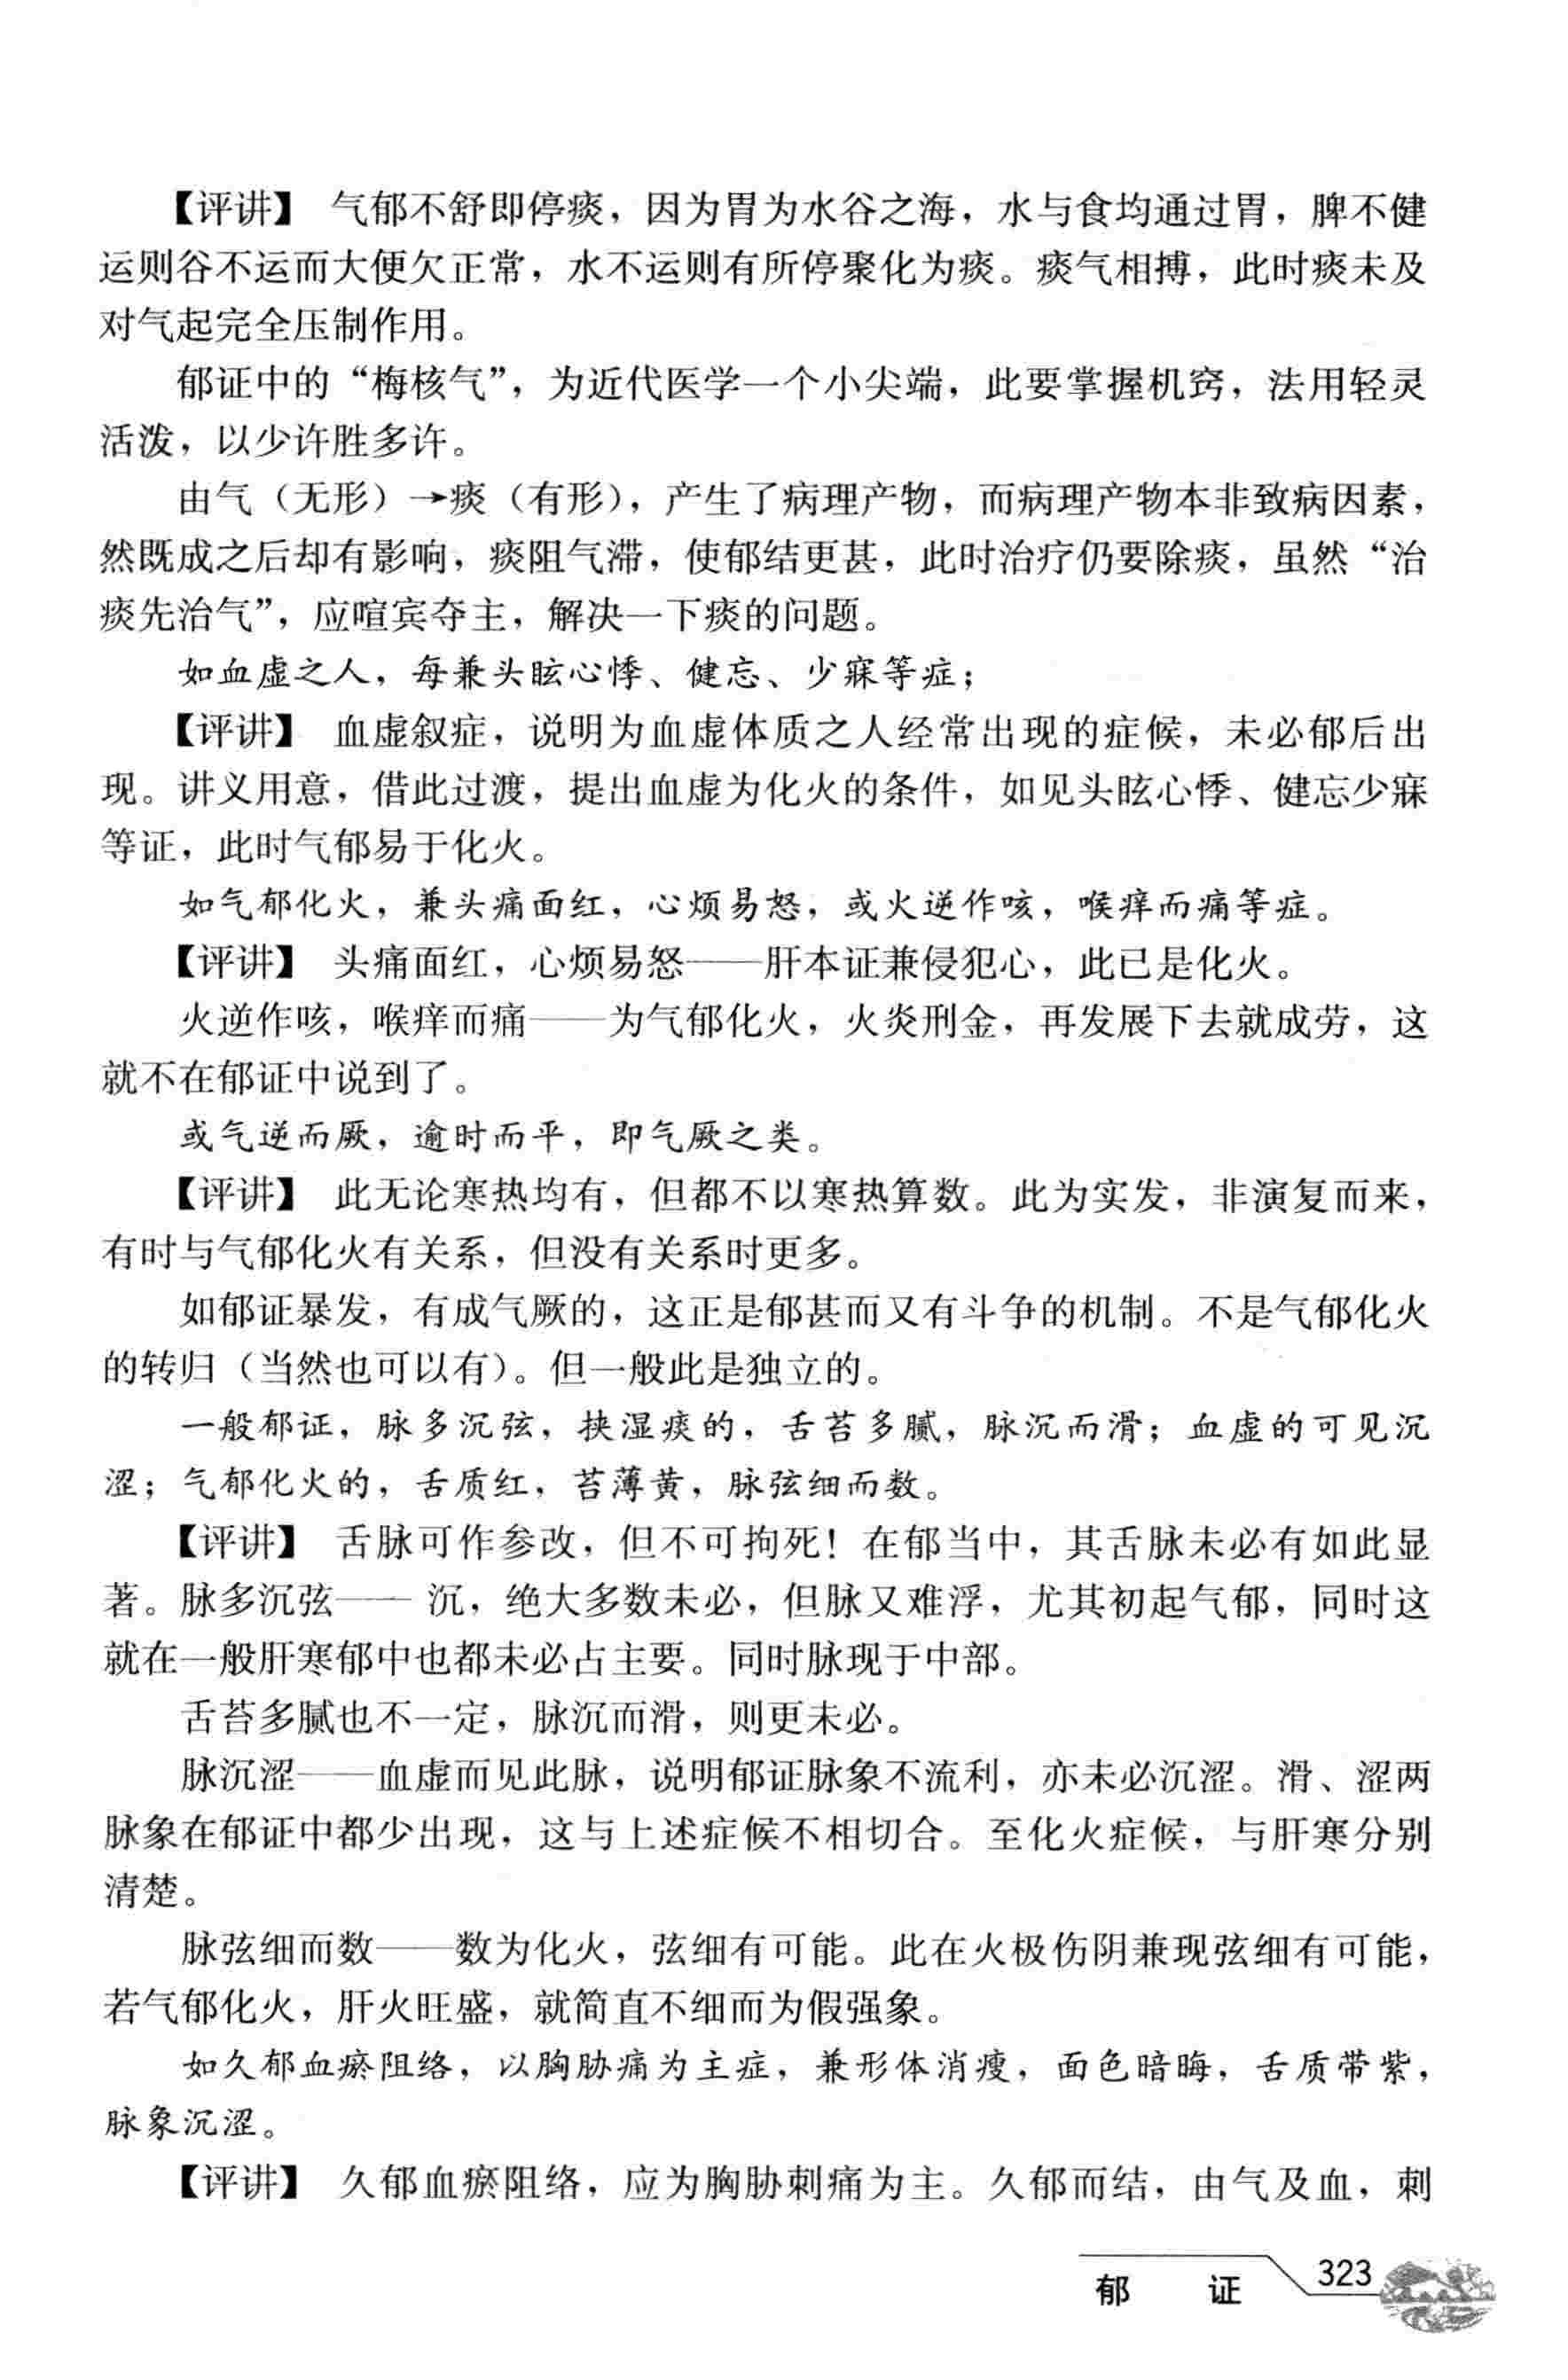 【评讲】 气郁不舒即停痰，因为胃为水谷之海，水与食均通过胃，脾不健
运则谷不运而大便欠正常，水不运则有所停聚化为痰。痰气相搏，此时痰未及
对气起完全压制作用。
郁证中的“梅核气”，为近代医学一个小尖端，此要掌握机窍，法用轻灵
活泼，以少许胜多许。
由气（无形）→痰（有形），产生了病理产物，而病理产物本非致病因素，
然既成之后却有影响，痰阻气滞，使郁结更甚，此时治疗仍要除痰，虽然“治
痰先治气”，应喧宾夺主，解决一下痰的问题。
如血虚之人，每兼头眩心悸、健忘、少寐等症；
【评讲】 血虚叙症，说明为血虚体质之人经常出现的症候，未必郁后出
现。讲义用意，借此过渡，提出血虚为化火的条件，如见头眩心悸、健忘少寐
等证，此时气郁易于化火。
如气郁化火，兼头痛面红，心烦易怒，或火逆作咳，喉痒而痛等症。
【评讲】 头痛面红，心烦易怒——肝本证兼侵犯心，此已是化火。
火逆作咳，喉痒而痛——为气郁化火，火炎刑金，再发展下去就成劳，这
就不在郁证中说到了。
或气逆而厥，逾时而平，即气厥之类。
【评讲】 此无论寒热均有，但都不以寒热算数。此为实发，非演复而来，
有时与气郁化火有关系，但没有关系时更多。
如郁证暴发，有成气厥的，这正是郁甚而又有斗争的机制。不是气郁化火
的转归（当然也可以有）。但一般此是独立的。
一般郁证，脉多沉弦，挟湿痰的，舌苔多腻，脉沉而滑；血虚的可见沉
涩；气郁化火的，舌质红，苔薄黄，脉弦细而数。
【评讲】 舌脉可作参改，但不可拘死！在郁当中，其舌脉未必有如此显
著。脉多沉弦—— 沉，绝大多数未必，但脉又难浮，尤其初起气郁，同时这
就在一般肝寒郁中也都未必占主要。同时脉现于中部。
舌苔多腻也不一定，脉沉而滑，则更未必。
脉沉涩——血虚而见此脉，说明郁证脉象不流利，亦未必沉涩。滑、涩两
脉象在郁证中都少出现，这与上述症候不相切合。至化火症候，与肝寒分别
清楚。
脉弦细而数——数为化火，弦细有可能。此在火极伤阴兼现弦细有可能，
若气郁化火，肝火旺盛，就简直不细而为假强象。
如久郁血瘀阻络，以胸胁痛为主症，兼形体消瘦，面色暗晦，舌质带紫，
脉象沉涩。
【评讲】 久郁血瘀阻络，应为胸胁刺痛为主。久郁而结，由气及血，刺
郁 证 323